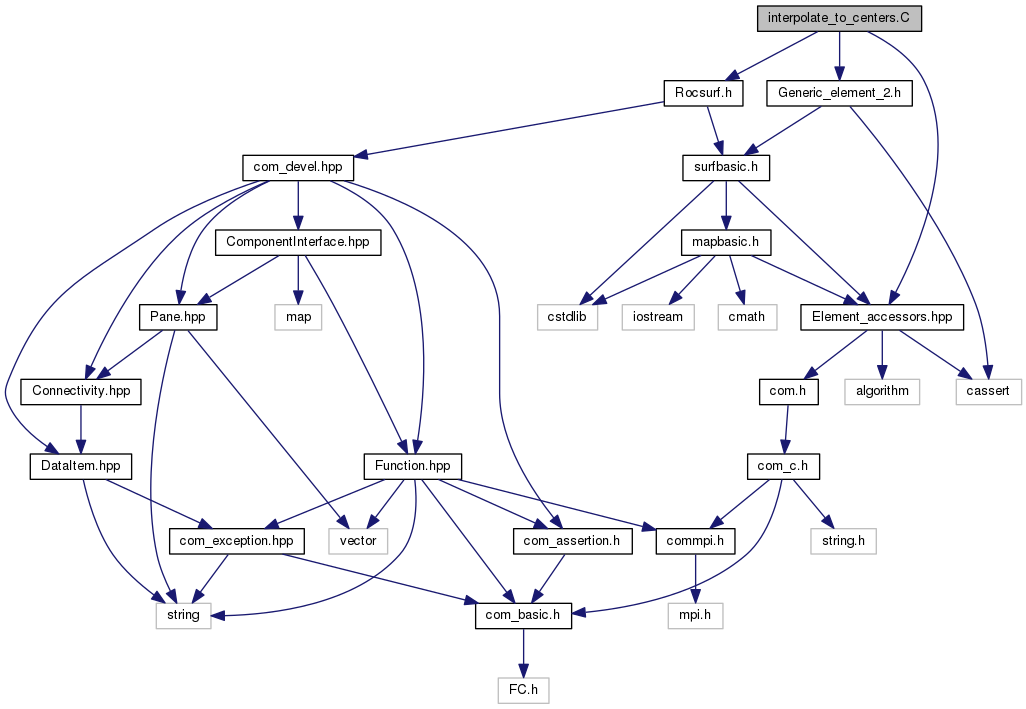 interpolate_to_centers.C
Rocsurf.h
Generic_element_2.h
com_devel.hpp
surfbasic.h
ComponentInterface.hpp
mapbasic.h
Pane.hpp
map
cstdlib
iostream
cmath
Element_accessors.hpp
Connectivity.hpp
com.h
algorithm
cassert
DataItem.hpp
Function.hpp
com_c.h
com_exception.hpp
vector
com_assertion.h
commpi.h
string.h
string
com_basic.h
mpi.h
FC.h